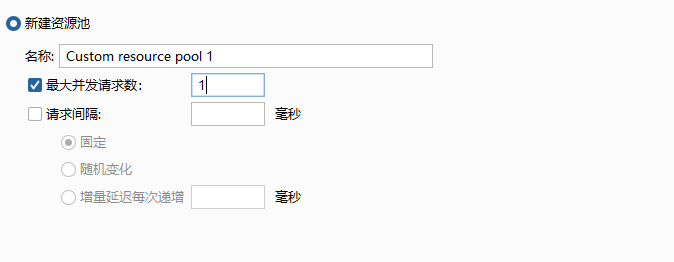 新建资源池
名称: Custom resource pool 1
最大并发请求数: 1
请求间隔: 毫秒
固定
随机变化
增量延迟每次递增 毫秒